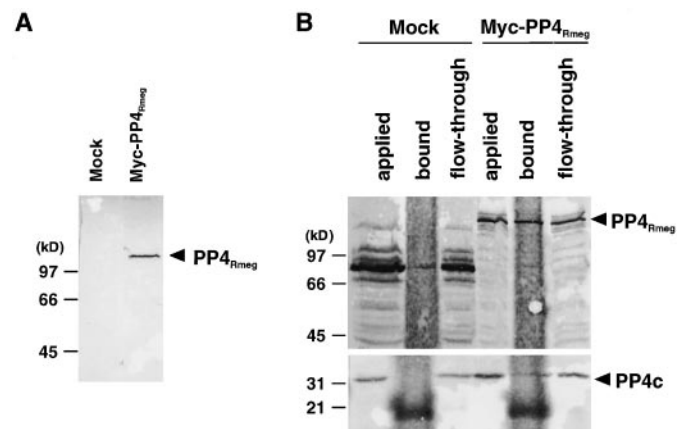 A
Mock
Myc-PP4Rmeg
(kD)
97
66
45
PP4Rmeg
B
Mock
Myc-PP4Rmeg
applied
bound
flow-through
applied
bound
flow-through
(kD)
97
66
45
31
21
PP4Rmeg
PP4c